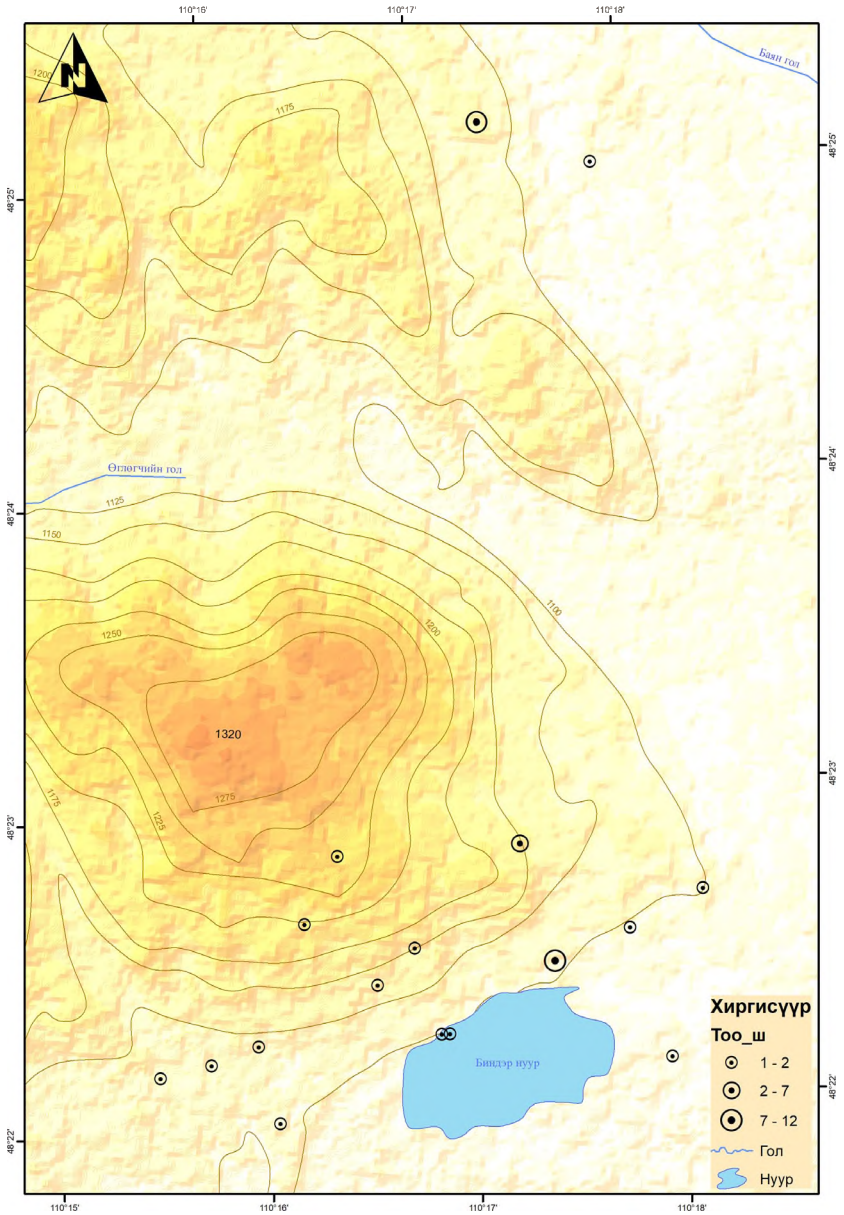 110°16'
110°17'
110°18'
Баян гол
N
1200
1175
48°25'
48°25'
48°24'
Өглөгчийн гол
1125
48°24'
1150
1100
1200
1250
1320
48°23'
1275
1175
1225
48°23'
Биндэр нуур
Хиргисүүр
Тоо_ш
1 - 2
2 - 7
7 - 12
Гол
Нуур
48°22'
48°22'
110°15'
110°16'
110°17'
110°18'